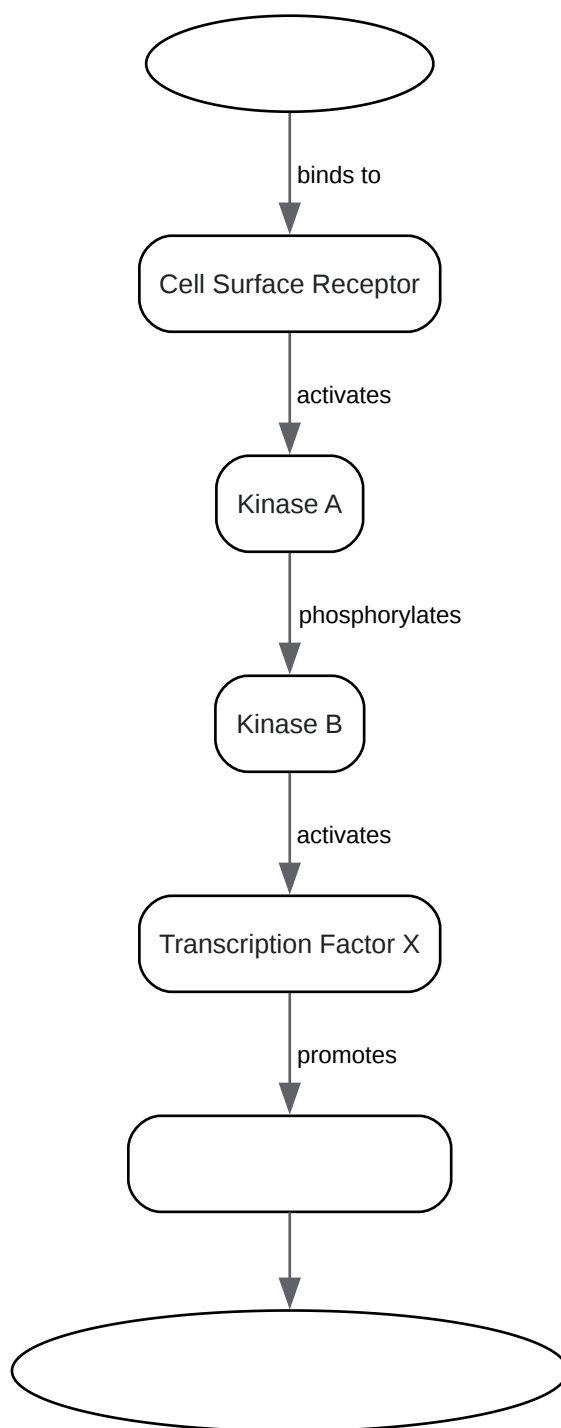 binds to
Cell Surface Receptor
activates
Kinase A
phosphorylates
Kinase B
activates
Transcription Factor X
promotes